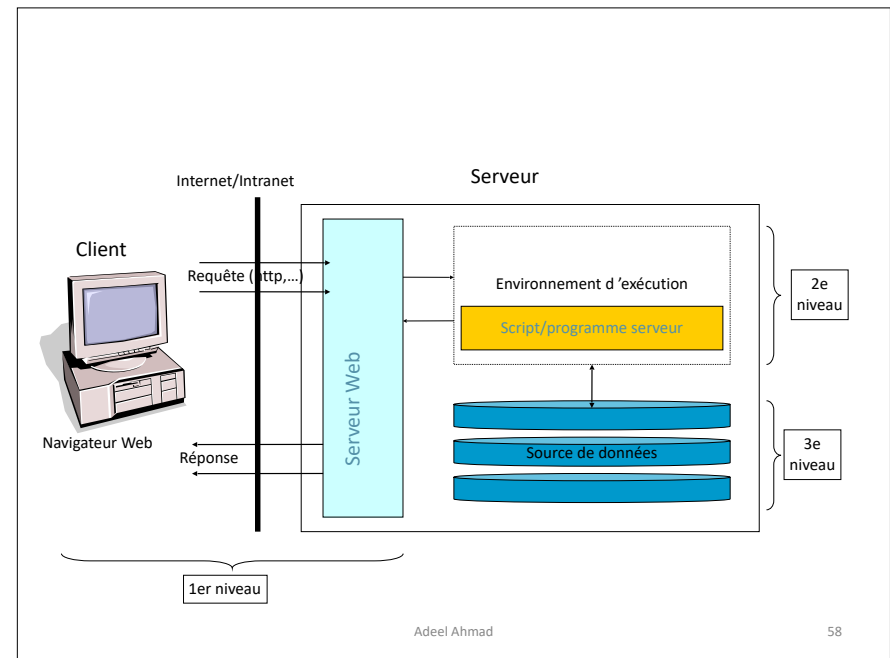 Serveur
Internet/Intranet
Client
Requête (http,…)
Environnement d ’exécution
Script/programme serveur
2e
niveau
Serveur Web
Navigateur Web
Réponse
Source de données
3e
niveau
1er niveau
Adeel Ahmad
58